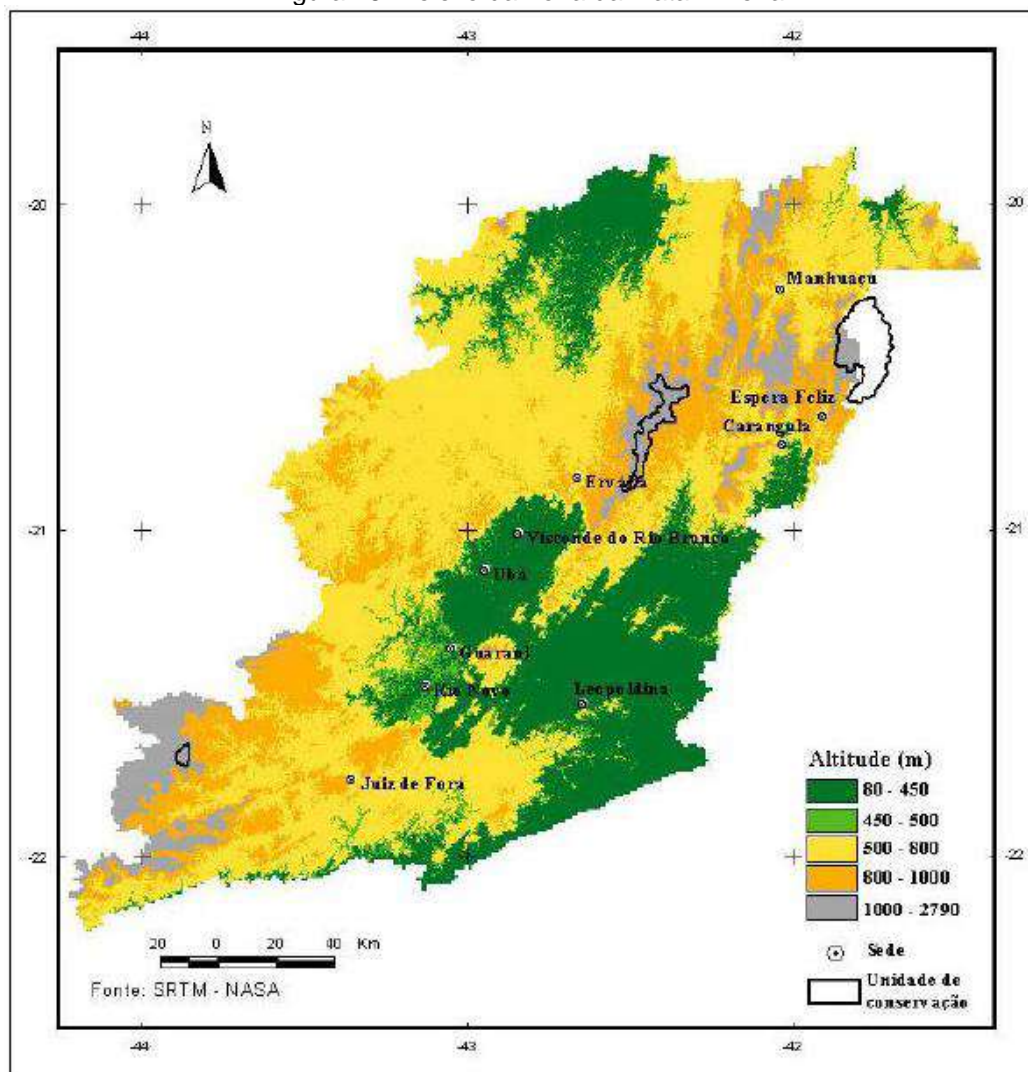 -44 -43 -42
N
-20 -20
Manhuaçu
Espera Feliz
Carangola
Ervália
-21 -21
Visconde do Rio Branco
Ubá
Guarani
Rio Novo
Leopoldina
Altitude (m)
80 - 450
Juiz de Fora
450 - 500
-22 -22
500 - 800
800 - 1000
1000 - 2790
20 0 20 40 Km
Sede
Fonte: SRTM - NASA
Unidade de
conservação
-44 -43 -42